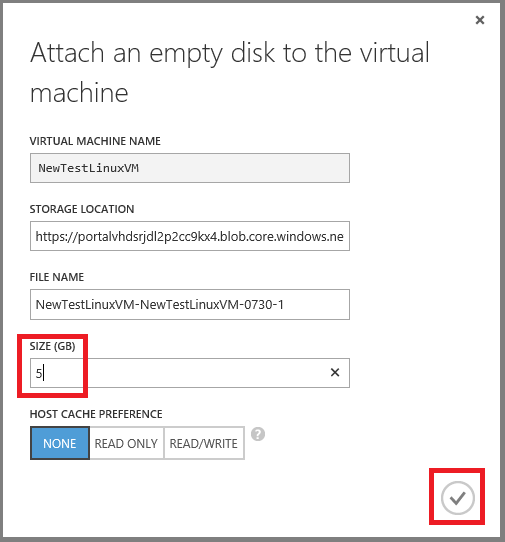 Attach an empty disk to the virtual
machine
VIRTUAL MACHINE NAME
NewTestLinuxVM
STORAGE LOCATION
https://portalvhdsrjdl2p2cc9kx4.blob.core.windows.ne
FILE NAME
NewTestLinuxVM-NewTestLinuxVM-0730-1
SIZE (GB)
5
HOST CACHE PREFERENCE
NONE READ ONLY READ/WRITE ?